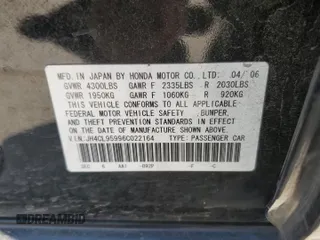 MFD. IN JAPAN BY HONDA MOTOR CO., LTD. 04/06
GVWR 4300LBS GAWR F 2335LBS R 2030LBS
GVWR 1950KG GAWR F 1060KG R 920KG
THIS VEHICLE CONFORMS TO ALL APPLICABLE
FEDERAL MOTOR VEHICLE SAFETY, BUMPER,
AND THEFT PREVENTION STANDARDS IN EFFECT ON
THE DATE OF MANUFACTURE SHOWN ABOVE.
V.I.N: JH4CL95996C022164 TYPE: PASSENGER CAR
DREAMBID